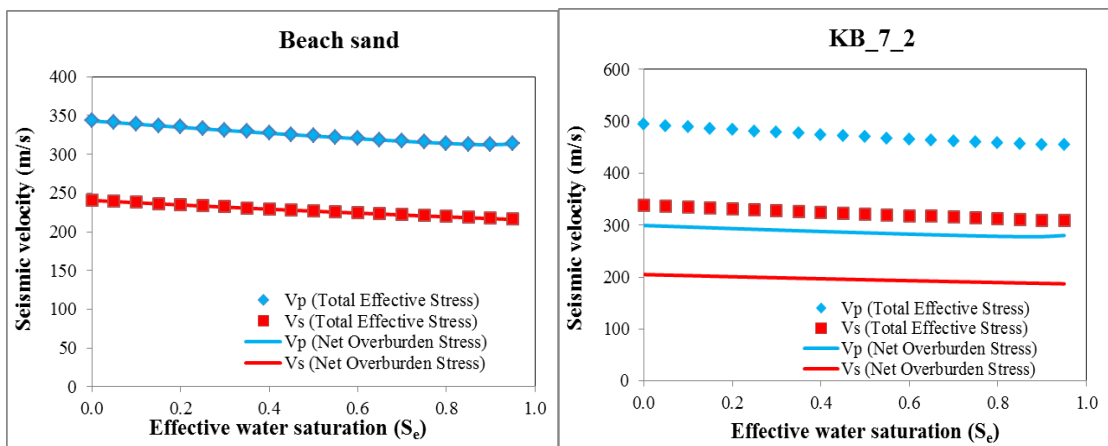 Beach sand
Seismic velocity (m/s)
400
350
300
250
200
150
100
50
0
Vp (Total Effective Stress)
Vs (Total Effective Stress)
Vp (Net Overburden Stress)
Vs (Net Overburden Stress)
0.0 0.2 0.4 0.6 0.8 1.0
Effective water saturation (Se)
KB_7_2
Seismic velocity (m/s)
600
500
400
300
200
100
0
Vp (Total Effective Stress)
Vs (Total Effective Stress)
Vp (Net Overburden Stress)
Vs (Net Overburden Stress)
0.0 0.2 0.4 0.6 0.8 1.0
Effective water saturation (Se)